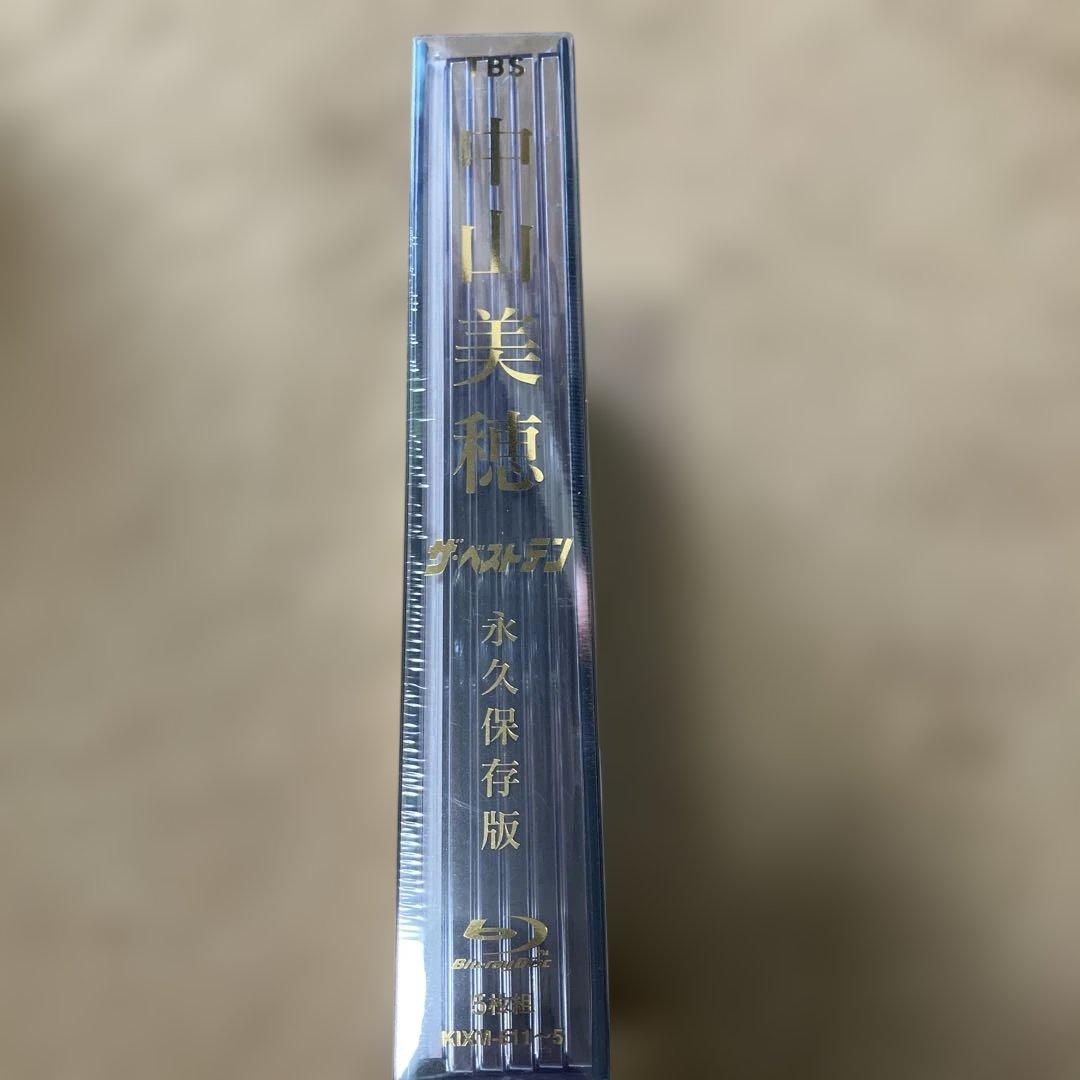 TBS
中山美穂
ザ・ベストテン
永久保存版
Blu-ray Disc
5枚組